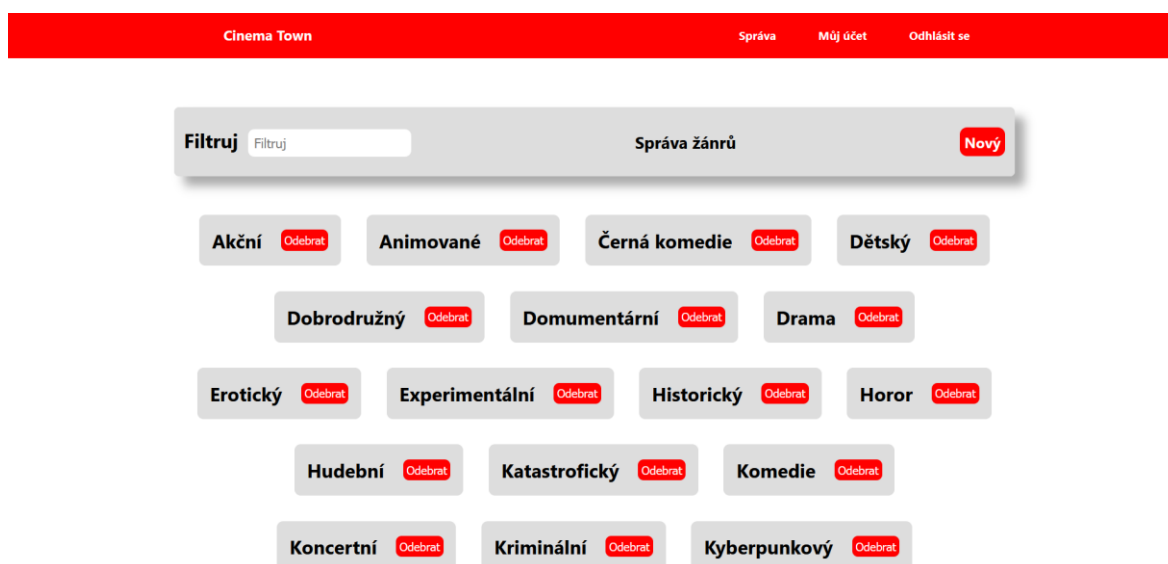 Cinema Town Správa Můj účet Odhlásit se
Filtruj Filtruj Správa žánrů Nový
Akční Odebrat Animované Odebrat Černá komedie Odebrat Dětský Odebrat
Dobrodružný Odebrat Domumentární Odebrat Drama Odebrat
Erotický Odebrat Experimentální Odebrat Historický Odebrat Horor Odebrat
Hudební Odebrat Katastrofický Odebrat Komedie Odebrat
Koncertní Odebrat Kriminální Odebrat Kyberpunkový Odebrat